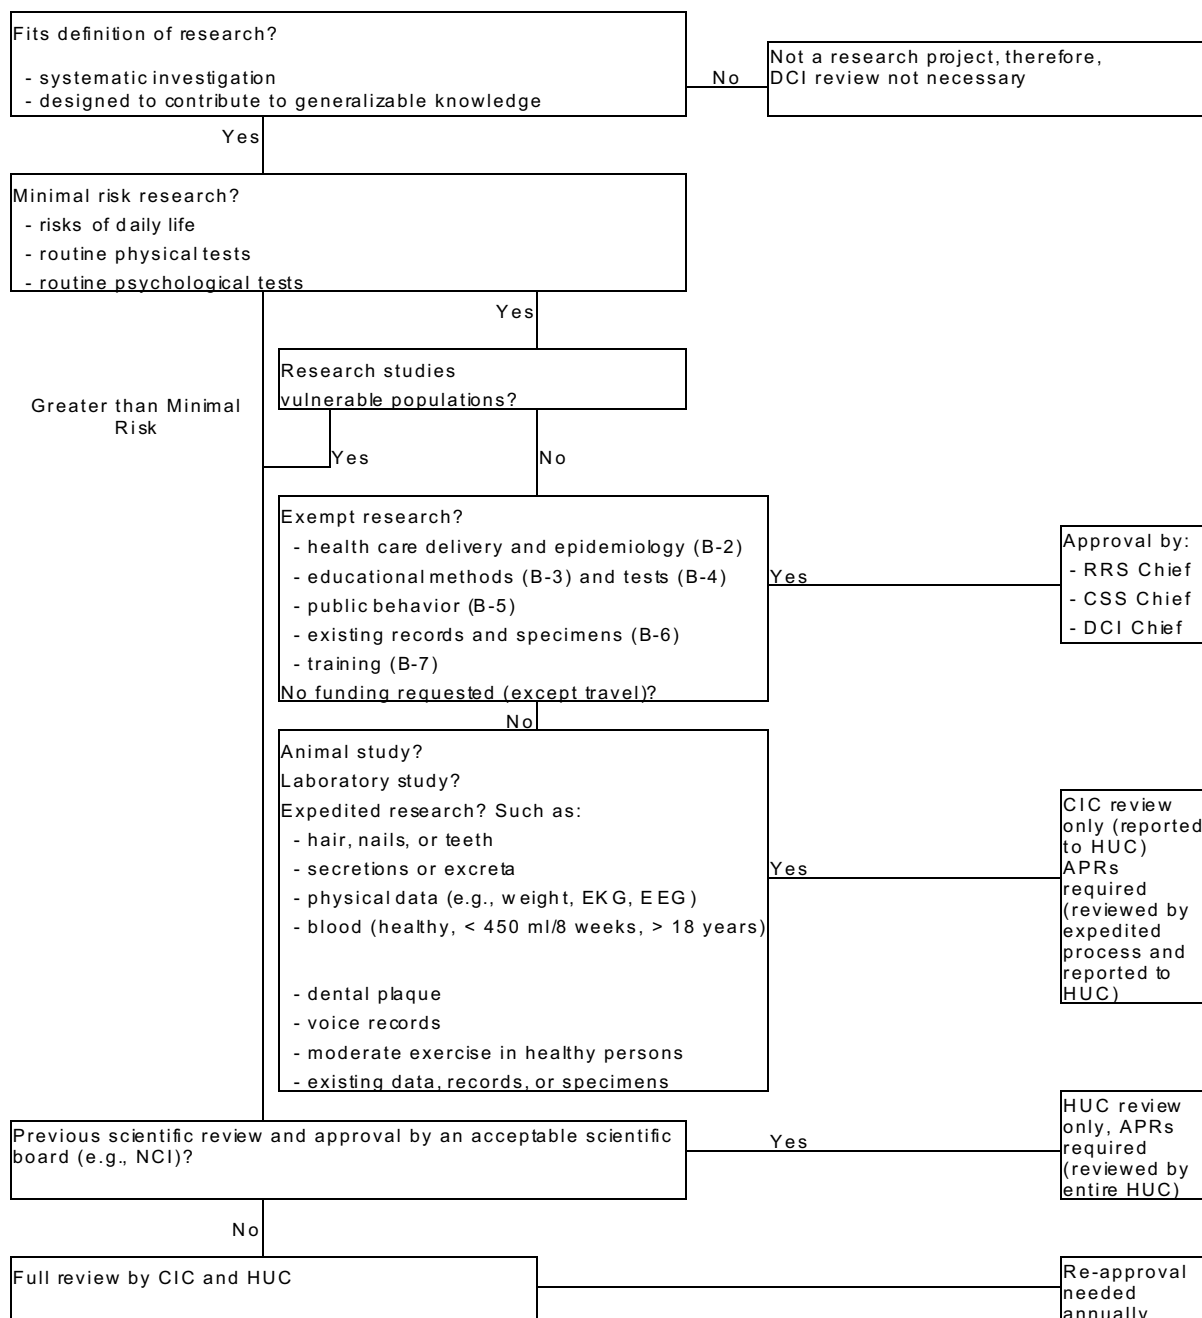 Fits definition of research?
- systematic investigation
- designed to contribute to generalizable knowledge
No
Not a research project, therefore,
DCI review not necessary
Yes
Minimal risk research?
- risks of daily life
- routine physical tests
- routine psychological tests
Yes
Research studies
vulnerable populations?
Greater than Minimal
Risk
Yes
No
Exempt research?
- health care delivery and epidemiology (B-2)
- educational methods (B-3) and tests (B-4)
- public behavior (B-5)
- existing records and specimens (B-6)
- training (B-7)
No funding requested (except travel)?
Yes
Approval by:
- RRS Chief
- CSS Chief
- DCI Chief
No
Animal study?
Laboratory study?
Expedited research? Such as:
- hair, nails, or teeth
- secretions or excreta
- physical data (e.g., weight, EKG, EEG)
- blood (healthy, < 450 ml/8 weeks, > 18 years)
- dental plaque
- voice records
- moderate exercise in healthy persons
- existing data, records, or specimens
Yes
CIC review
only (reported
to HUC)
APRs
required
(reviewed by
expedited
process and
reported to
HUC)
Previous scientific review and approval by an acceptable scientific
board (e.g., NCI)?
Yes
HUC review
only, APRs
required
(reviewed by
entire HUC)
No
Full review by CIC and HUC
Re-approval
needed
annually